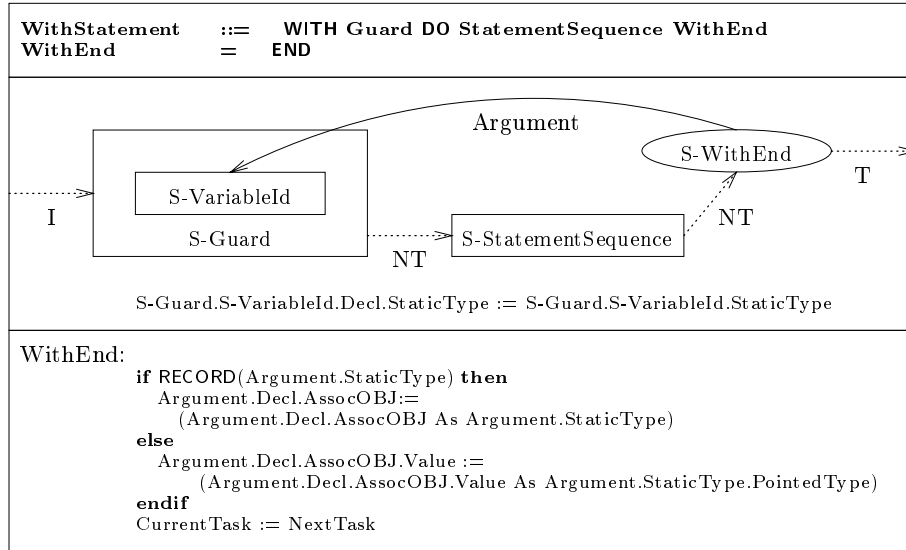 WithStatement ::= WITH Guard DO StatementSequence WithEnd
WithEnd = END
Argument
S-WithEnd
T
S-VariableId
I
S-Guard
NT
S-StatementSequence
NT
S-Guard.S-VariableId.Decl.StaticType := S-Guard.S-VariableId.StaticType
WithEnd:
if RECORD(Argument.StaticType) then
Argument.Decl.AssocOBJ:=
(Argument.Decl.AssocOBJ As Argument.StaticType)
else
Argument.Decl.AssocOBJ.Value :=
(Argument.Decl.AssocOBJ.Value As Argument.StaticType.PointedType)
endif
CurrentTask := NextTask